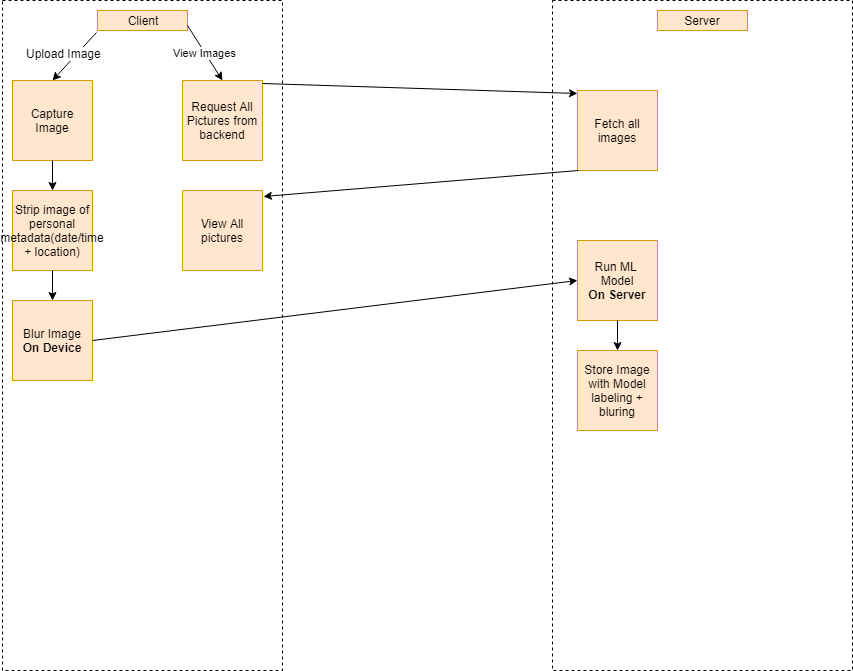 Client
Server
Upload Image
View Images
Capture
Image
Request All
Pictures from
backend
Fetch all
images
Strip image of
personal
metadata(date/time
+ location)
View All
pictures
Run ML
Model
On Server
Blur Image
On Device
Store Image
with Model
labeling +
bluring